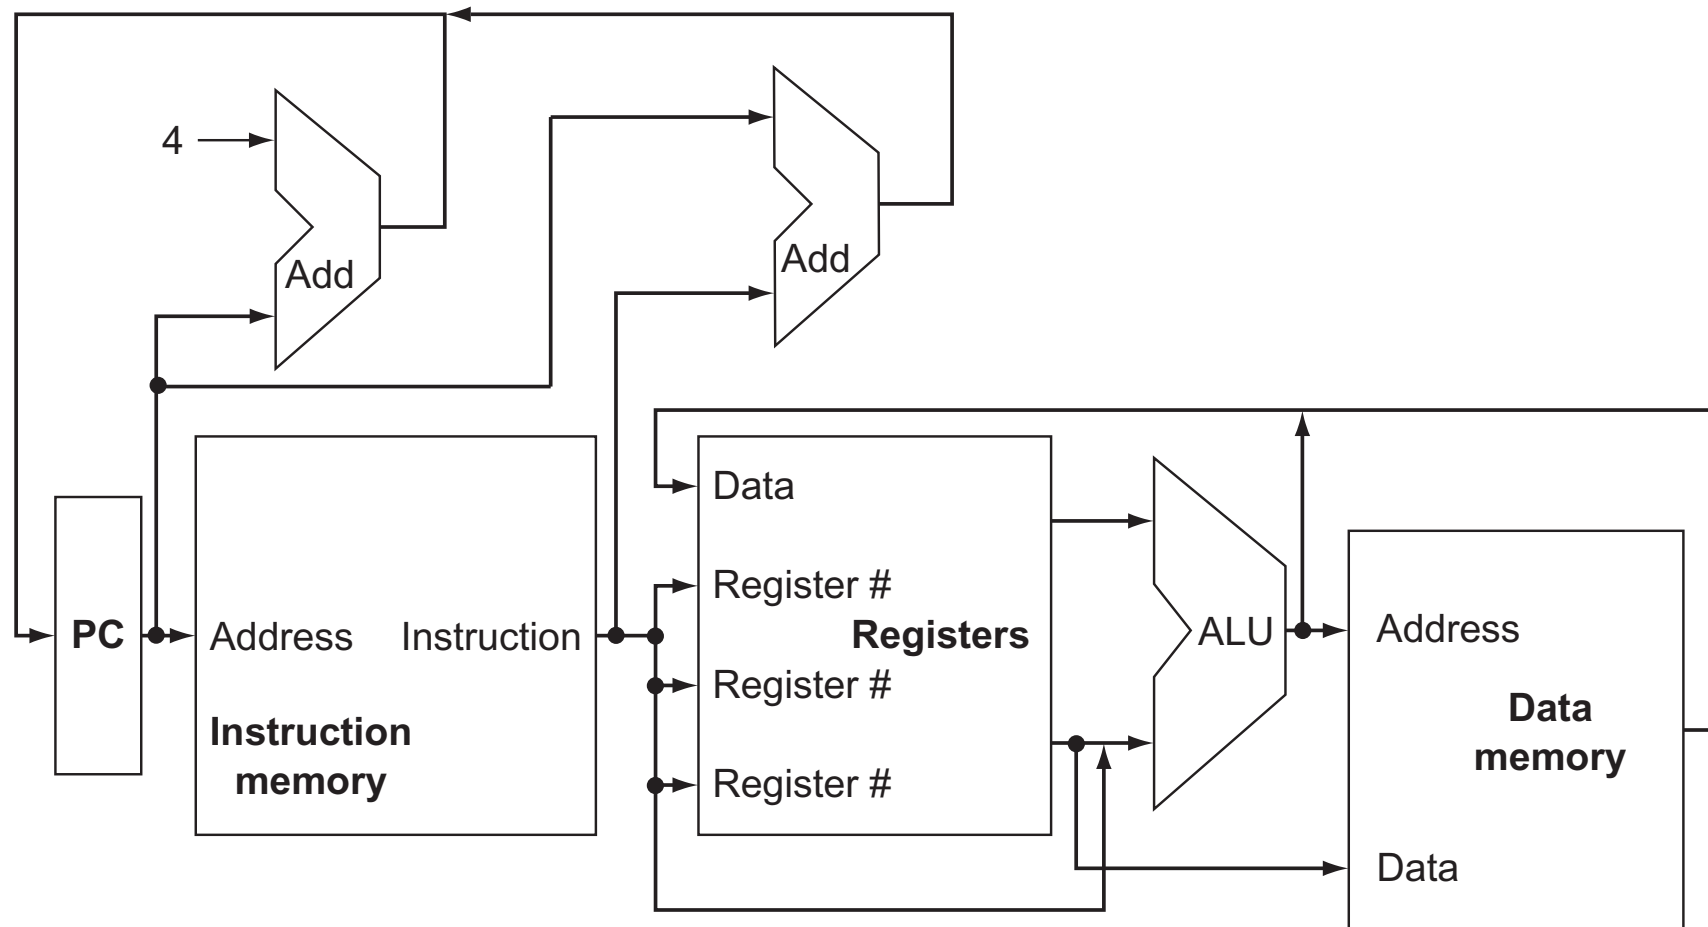 4
Add
Add
Data
Register #
PC
Address
Instruction
Registers
ALU
Address
Register #
Instruction
memory
Data
memory
Register #
Data